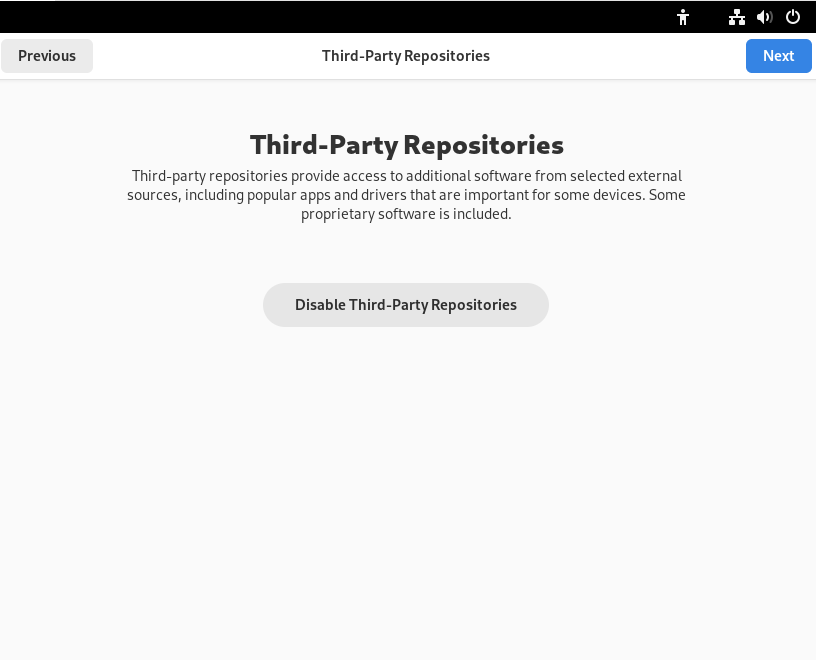 Previous
Third-Party Repositories
Next
Third-Party Repositories
Third-party repositories provide access to additional software from selected external
sources, including popular apps and drivers that are important for some devices. Some
proprietary software is included.
Disable Third-Party Repositories